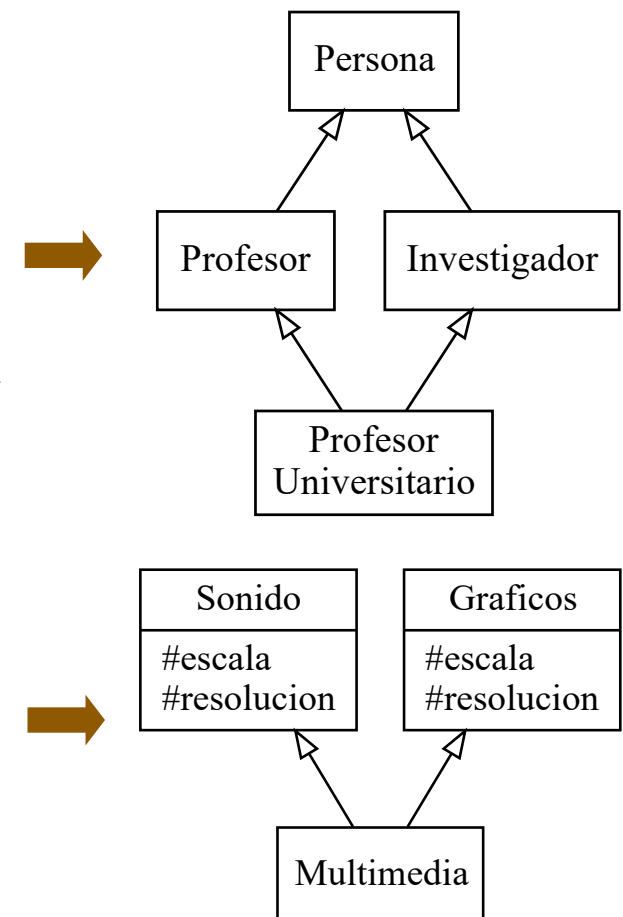 Persona
Profesor
Investigador
Profesor
Universitario
Sonido
#escala
#resolucion
Graficos
#escala
#resolucion
Multimedia